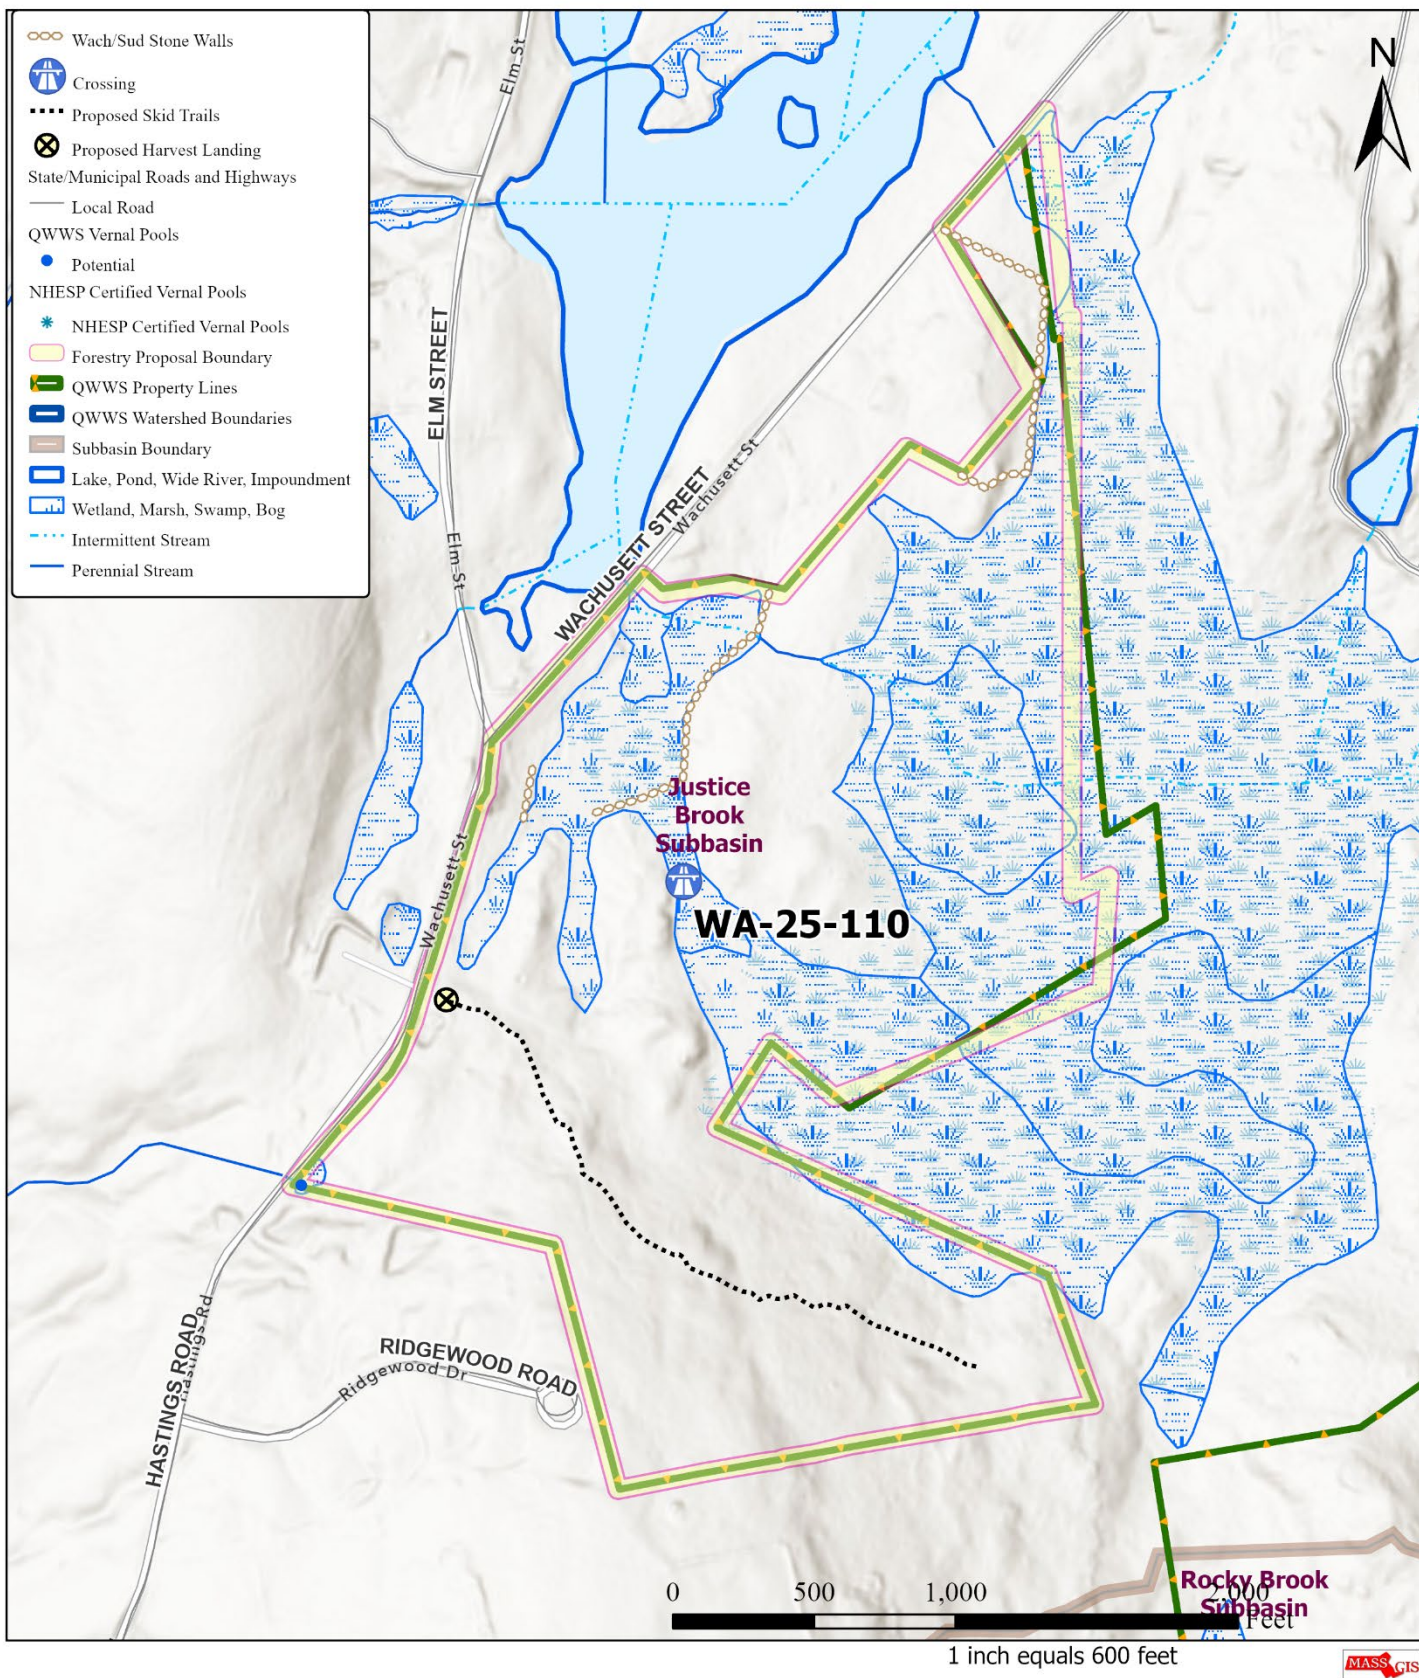 Wach/Sud Stone Walls
Crossing
Proposed Skid Trails
Proposed Harvest Landing
State/Municipal Roads and Highways
Local Road
QWWS Vernal Pools
Potential
NHESP Certified Vernal Pools
NHESP Certified Vernal Pools
Forestry Proposal Boundary
QWWS Property Lines
QWWS Watershed Boundaries
Subbasin Boundary
Lake, Pond, Wide River, Impoundment
Wetland, Marsh, Swamp, Bog
Intermittent Stream
Perennial Stream
N
Elm St
ELM STREET
Elm St
WACHUSETT STREET
Wachusett St
Justice
Brook
Subbasin
Wachusett St
WA-25-110
HASTINGS ROAD
Hastings Rd
RIDGEWOOD ROAD
Ridgewood Dr
Rocky Brook
Subbasin
0 500 1,000 2,000
Feet
1 inch equals 600 feet
MASSGIS